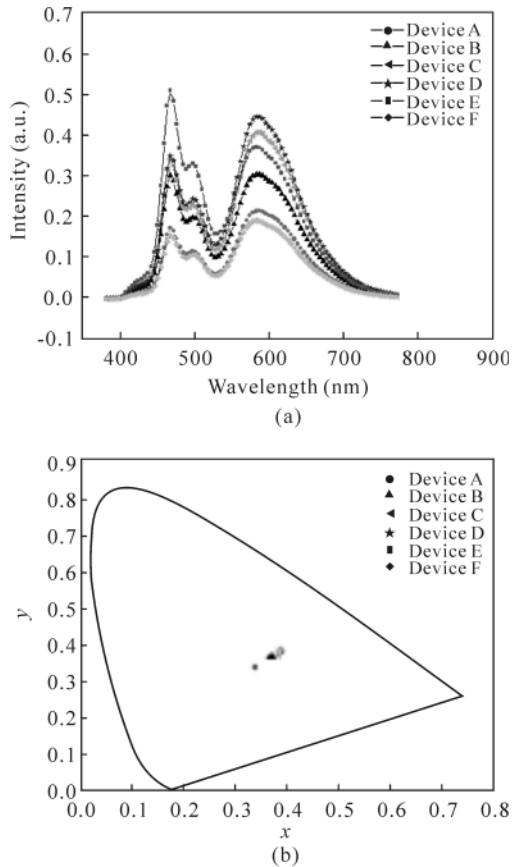 0.7
0.6
0.5
0.4
0.3
0.2
0.1
0.0
-0.1
Intensity (a.u.)
Device A
Device B
Device C
Device D
Device E
Device F
400 500 600 700 800 900
Wavelength (nm)
(a)
0.9
0.8
0.7
0.6
0.5
0.4
0.3
0.2
0.1
0.0
y
Device A
Device B
Device C
Device D
Device E
Device F
0.0 0.1 0.2 0.3 0.4 0.5 0.6 0.7 0.8
x
(b)